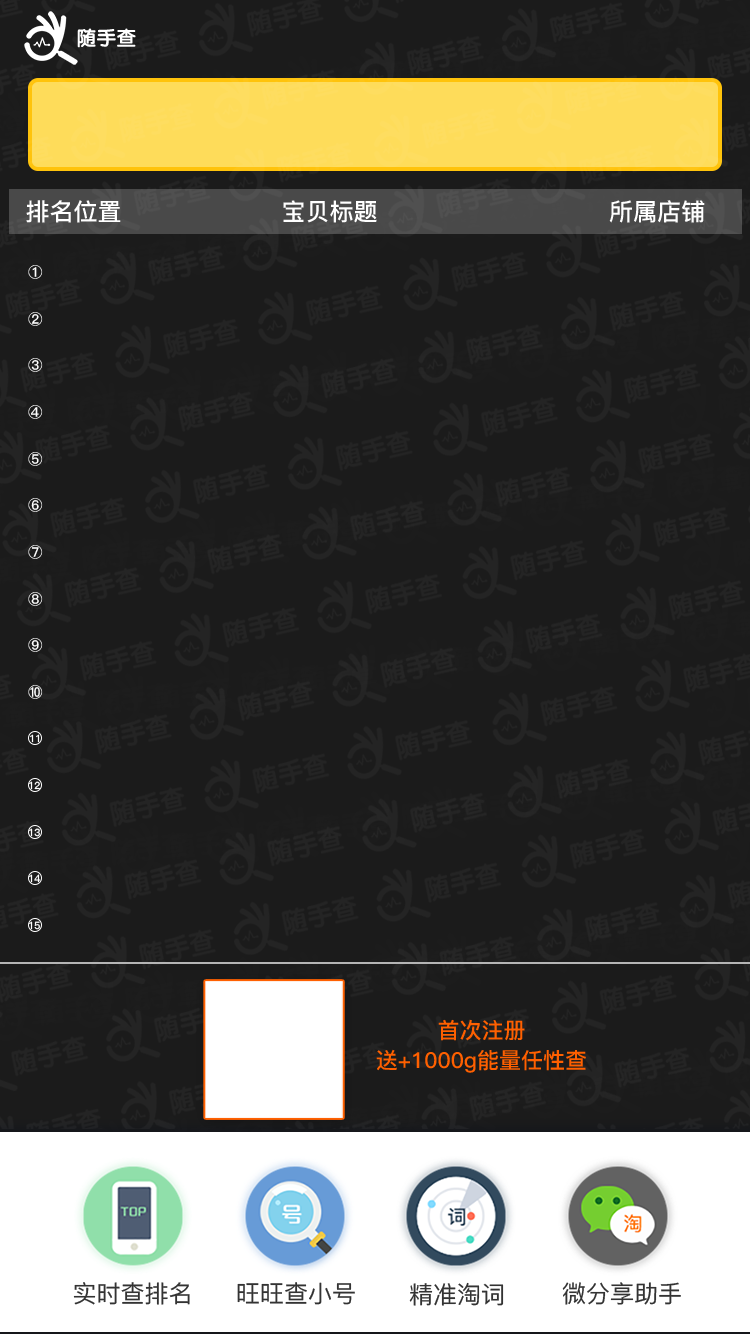 随手查
排名位置 宝贝标题 所属店铺
①
②
③
④
⑤
⑥
⑦
⑧
⑨
⑩
⑪
⑫
⑬
⑭
⑮
首次注册
送+1000g能量任性查
TOP 号 词 淘
实时查排名 旺旺查小号 精准淘词 微分享助手